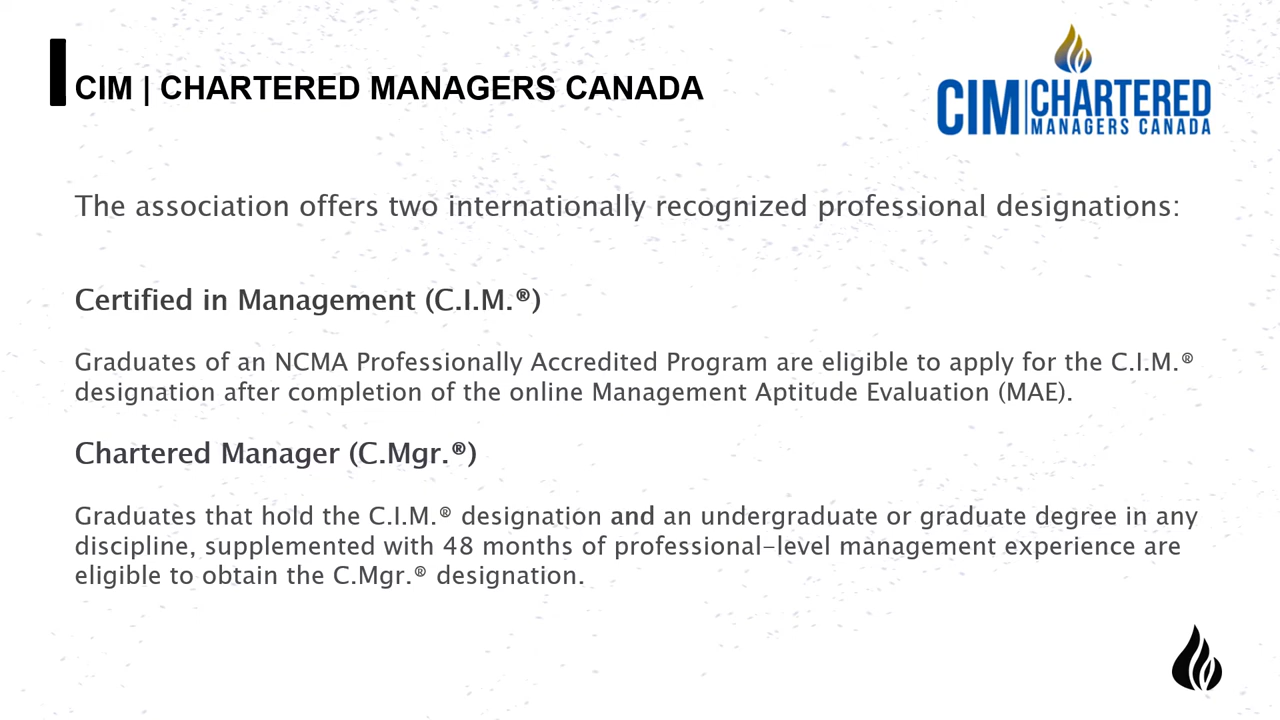 CIM | CHARTERED MANAGERS CANADA
CIM | CHARTERED
MANAGERS CANADA
The association offers two internationally recognized professional designations:
Certified in Management (C.I.M.®)
Graduates of an NCMA Professionally Accredited Program are eligible to apply for the C.I.M.®
designation after completion of the online Management Aptitude Evaluation (MAE).
Chartered Manager (C.Mgr.®)
Graduates that hold the C.I.M.® designation and an undergraduate or graduate degree in any
discipline, supplemented with 48 months of professional-level management experience are
eligible to obtain the C.Mgr.® designation.